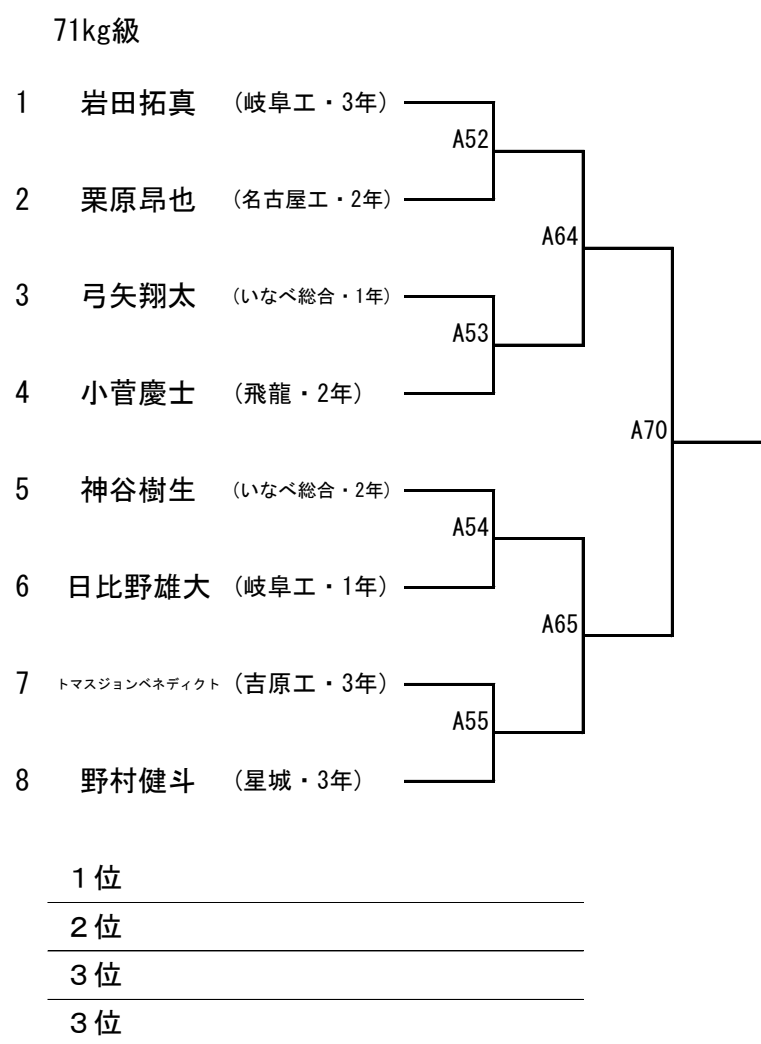 71kg級
1 岩田拓真 (岐阜工・3年)
A52
2 栗原昂也 (名古屋工・2年)
A64
3 弓矢翔太 (いなべ総合・1年)
A53
4 小菅慶士 (飛龍・2年)
A70
5 神谷樹生 (いなべ総合・2年)
A54
6 日比野雄大 (岐阜工・1年)
A65
7 トマスジョンベネディクト (吉原工・3年)
A55
8 野村健斗 (星城・3年)
１位
２位
３位
３位